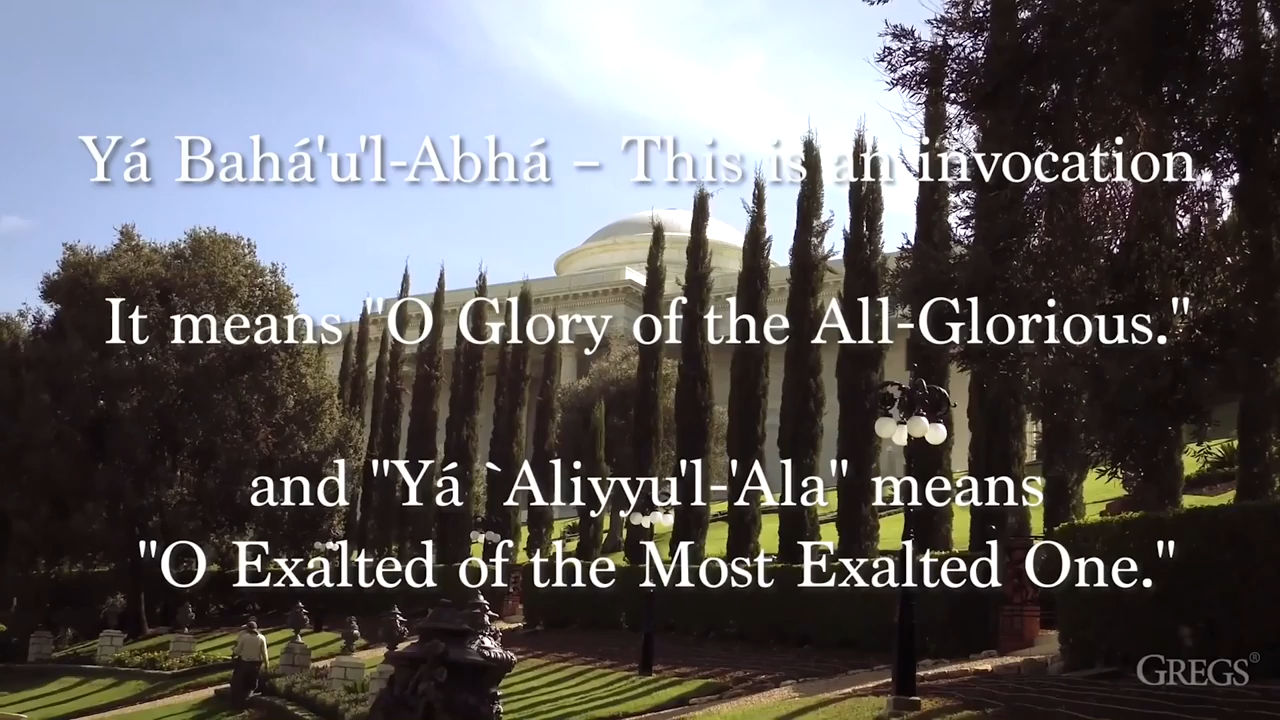 Yá Bahá'u'l-Abhá – This is an invocation.
It means "O Glory of the All-Glorious."
and "Yá `Aliyyu'l-'Ala" means
"O Exalted of the Most Exalted One."
GREGS®